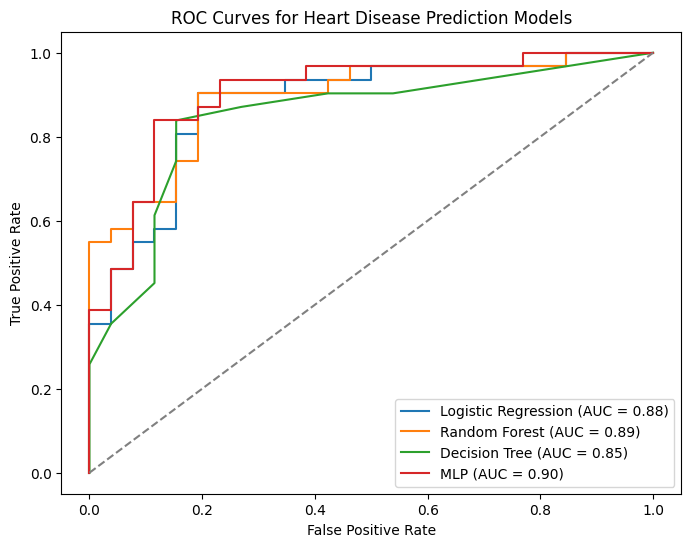 ROC Curves for Heart Disease Prediction Models
1.0
0.8
0.6
0.4
0.2
0.0
True Positive Rate
Logistic Regression (AUC = 0.88)
Random Forest (AUC = 0.89)
Decision Tree (AUC = 0.85)
MLP (AUC = 0.90)
0.0 0.2 0.4 0.6 0.8 1.0
False Positive Rate